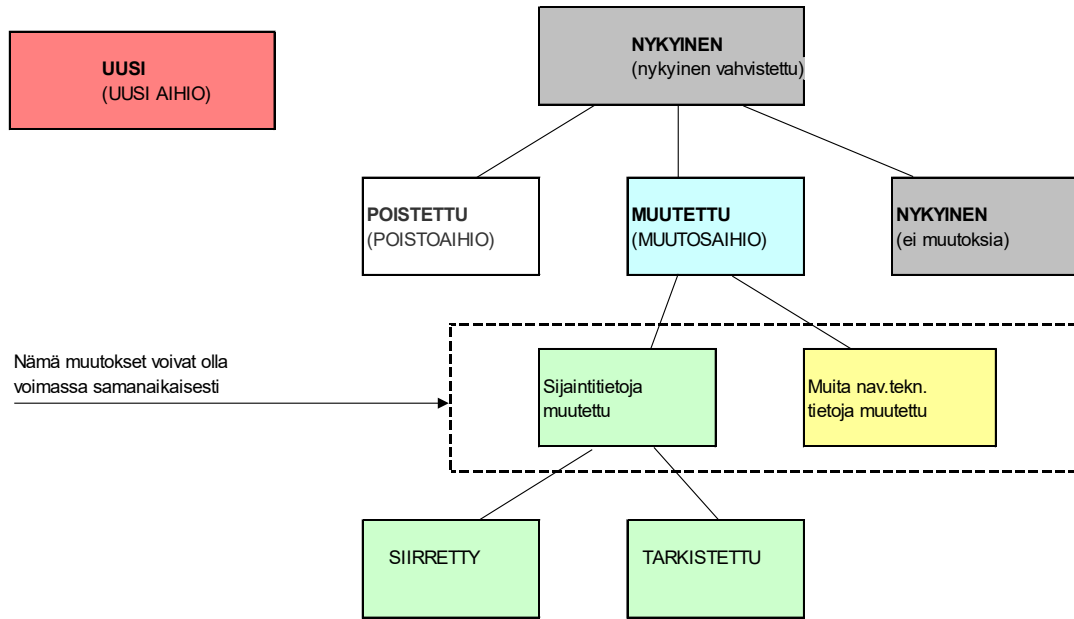 UUSI
(UUSI AIHIO)
NYKYINEN
(nykyinen vahvistettu)
POISTETTU
(POISTOAIHIO)
MUUTETTU
(MUUTOSAIHIO)
NYKYINEN
(ei muutoksia)
Nämä muutokset voivat olla
voimassa samanaikaisesti
Sijaintitietoja
muutettu
Muita nav.tekn.
tietoja muutettu
SIIRRETTY
TARKISTETTU